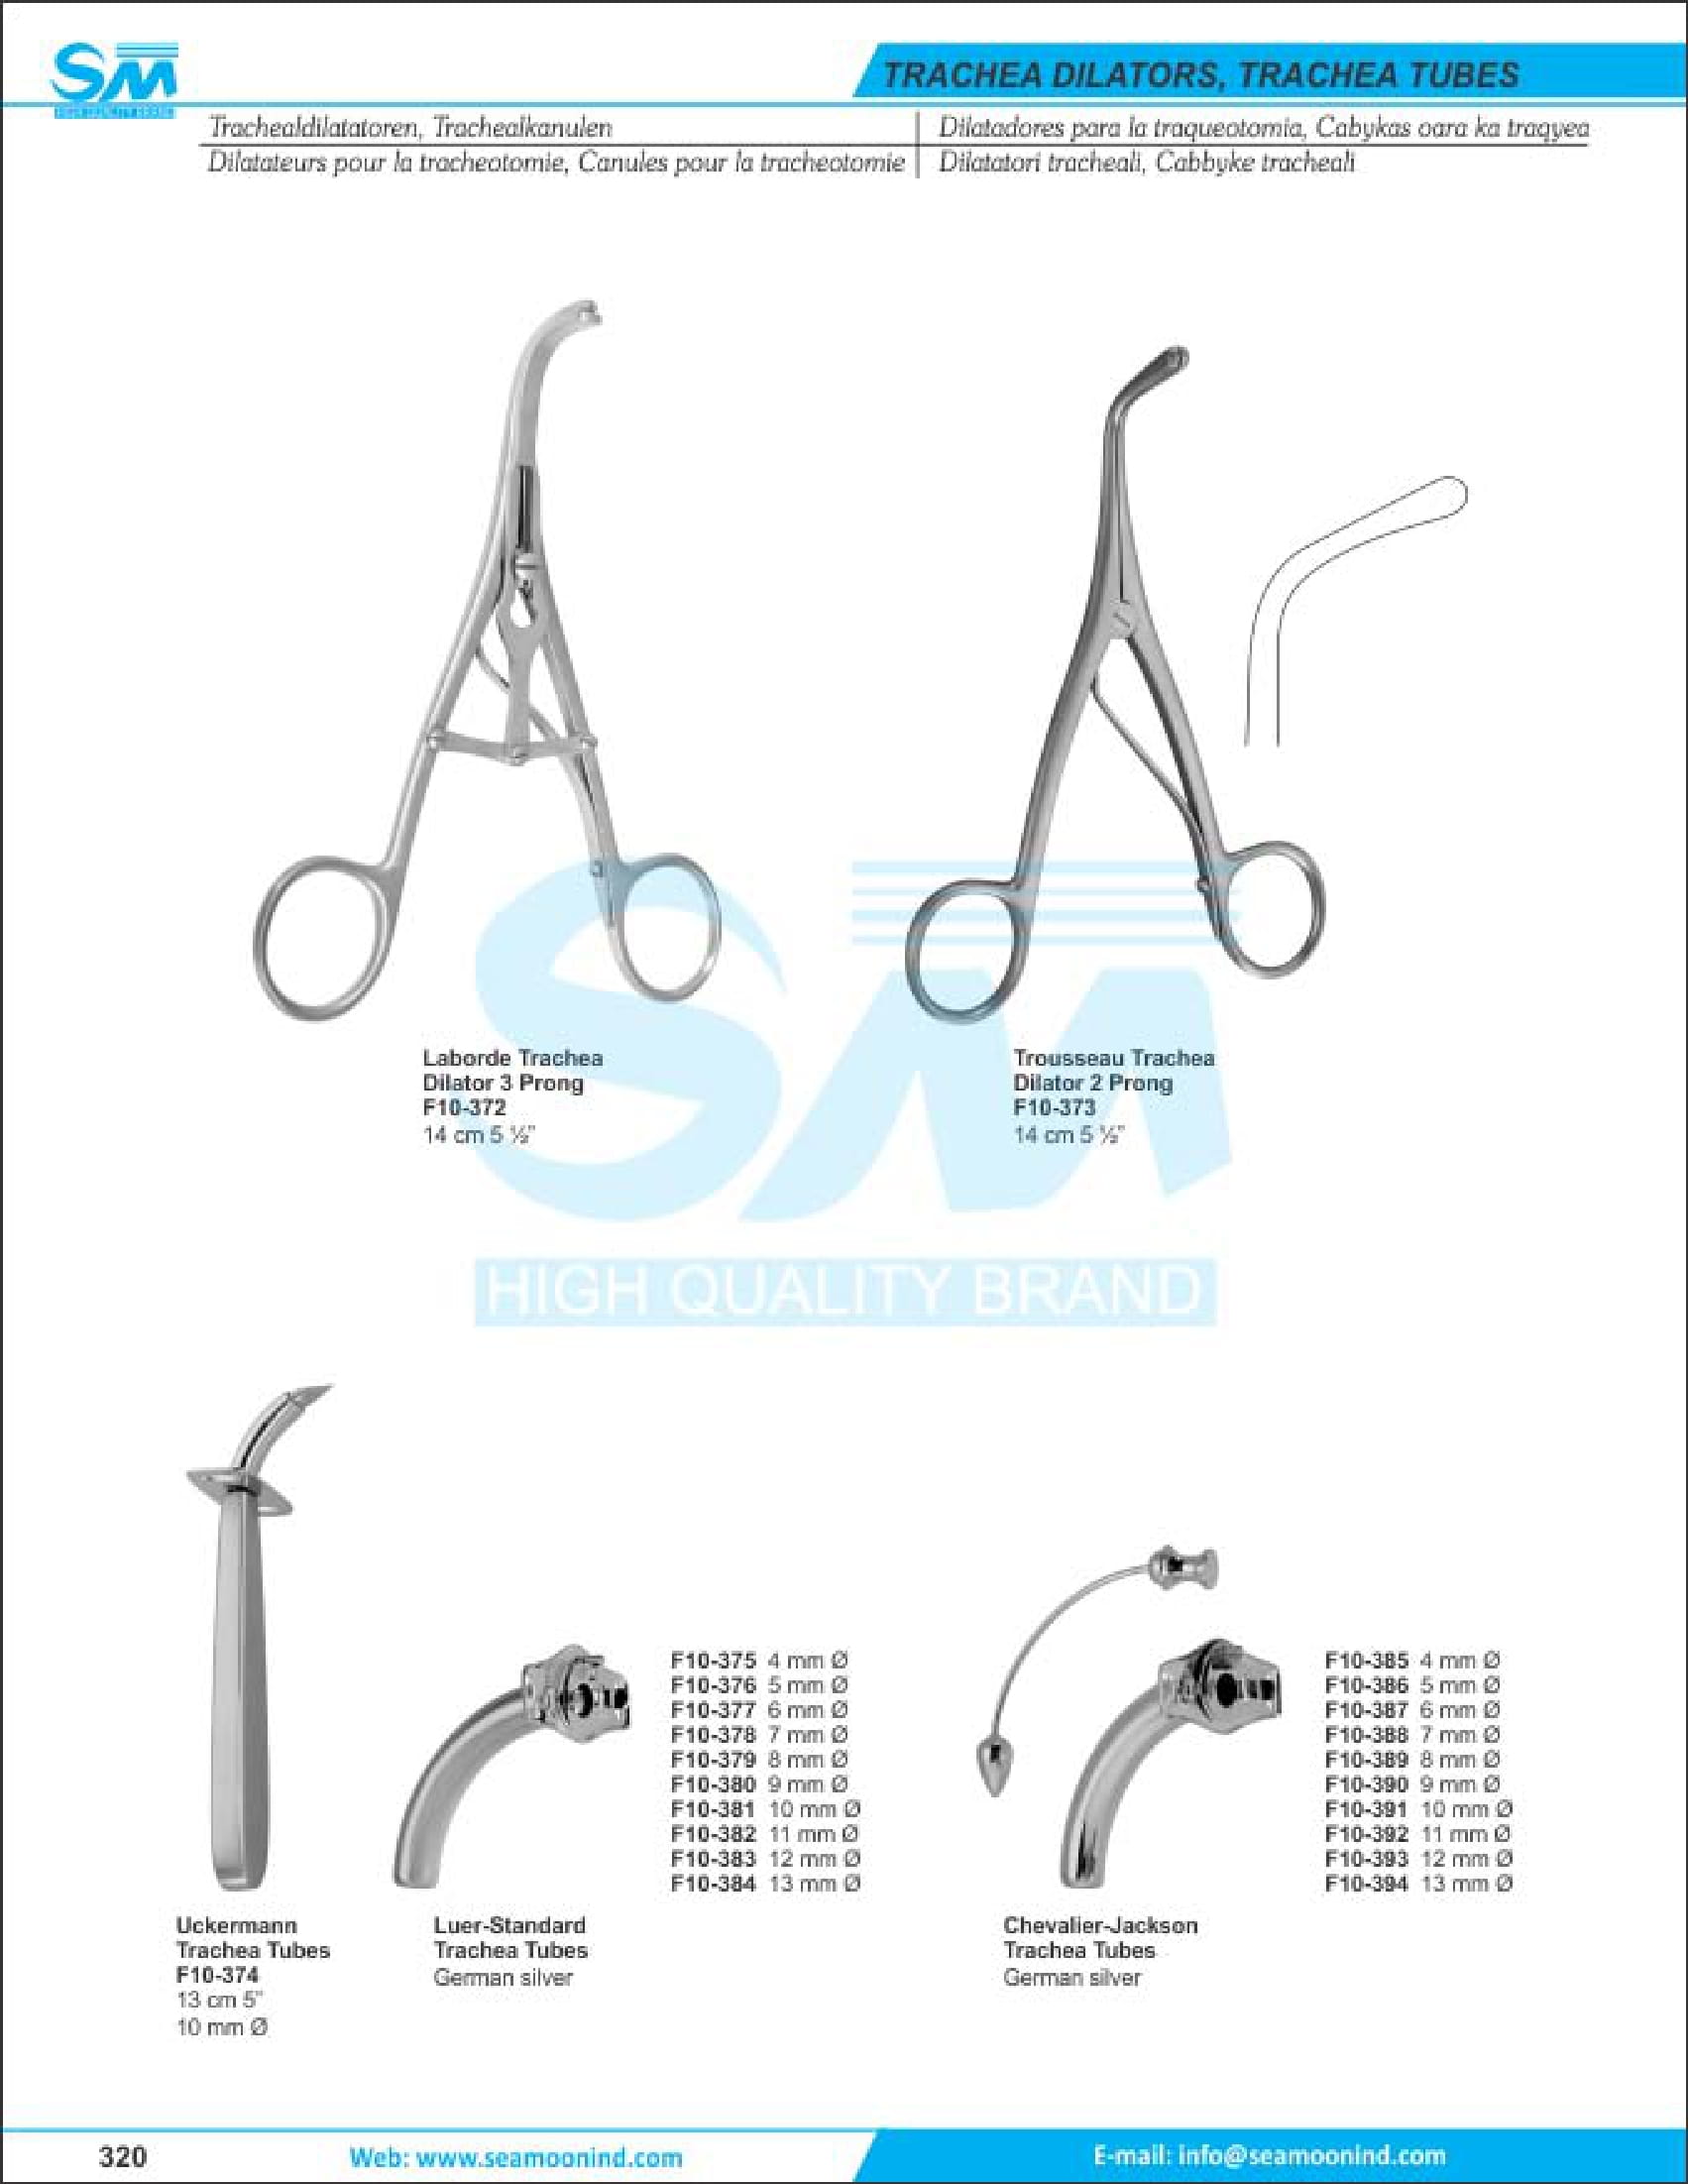 SM
TRACHEA DILATORS, TRACHEA TUBES
Trachealdilatatoren, Trachealkanulen
Dilatateurs pour la tracheotomie, Canules pour la tracheotomie
Dilatadores para la traqueotomia, Cabykas oara ka tragyea
Dilatatori tracheali, Cabbyke tracheali
Laborde Trachea
Dilator 3 Prong
F10-372
14 cm 5 ½"
Trousseau Trachea
Dilator 2 Prong
F10-373
14 cm 5 ½"
SM
HIGH QUALITY BRAND
Uckermann
Trachea Tubes
F10-374
13 cm 5"
10 mm Ø
Luer-Standard
Trachea Tubes
German silver
F10-375 4 mm Ø
F10-376 5 mm Ø
F10-377 6 mm Ø
F10-378 7 mm Ø
F10-379 8 mm Ø
F10-380 9 mm Ø
F10-381 10 mm Ø
F10-382 11 mm Ø
F10-383 12 mm Ø
F10-384 13 mm Ø
Chevalier-Jackson
Trachea Tubes
German silver
F10-385 4 mm Ø
F10-386 5 mm Ø
F10-387 6 mm Ø
F10-388 7 mm Ø
F10-389 8 mm Ø
F10-390 9 mm Ø
F10-391 10 mm Ø
F10-392 11 mm Ø
F10-393 12 mm Ø
F10-394 13 mm Ø
320
Web: www.seamoonind.com
E-mail: info@seamoonind.com